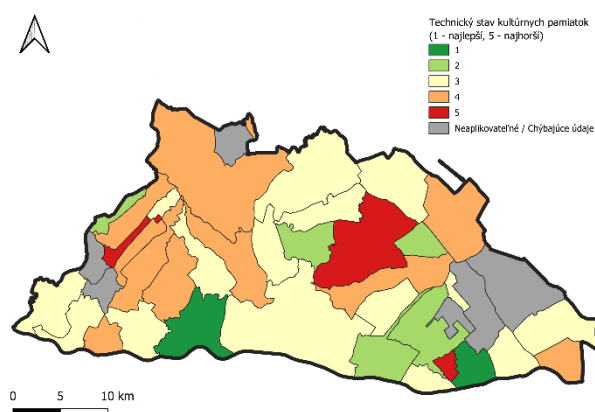 Technický stav kultúrnych pamiatok
(1 - najlepší, 5 - najhorší)
1
2
3
4
5
Neaplikovateľné / Chýbajúce údaje
0 5 10 km